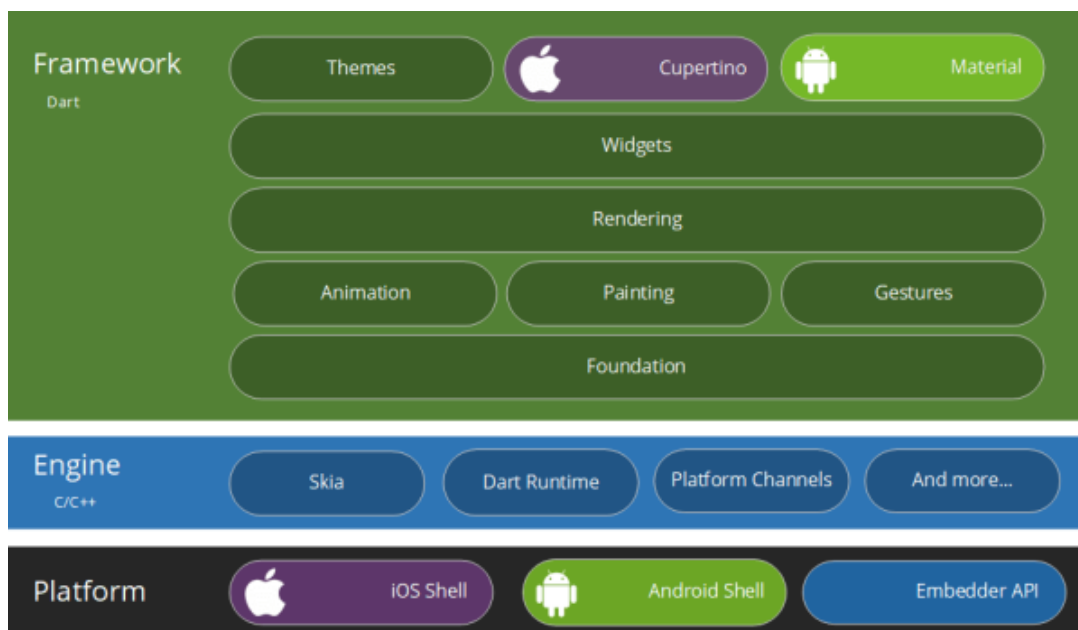 Framework
Dart
Themes
Cupertino
Material
Widgets
Rendering
Animation
Painting
Gestures
Foundation
Engine
C/C++
Skia
Dart Runtime
Platform Channels
And more...
Platform
iOS Shell
Android Shell
Embedder API